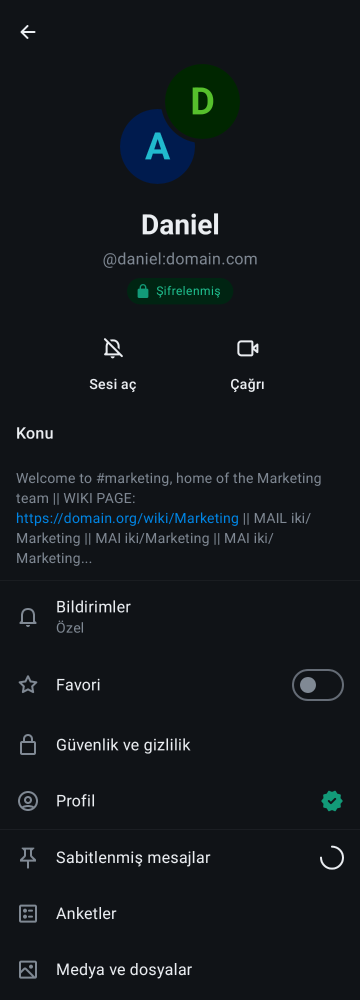 D
A
Daniel
@daniel:domain.com
Şifrelenmiş
Sesi aç
Çağrı
Konu
Welcome to #marketing, home of the Marketing
team || WIKI PAGE:
https://domain.org/wiki/Marketing || MAIL iki/
Marketing || MAI iki/Marketing || MAI iki/
Marketing...
Bildirimler
Özel
Favori
Güvenlik ve gizlilik
Profil
Sabitlenmiş mesajlar
Anketler
Medya ve dosyalar